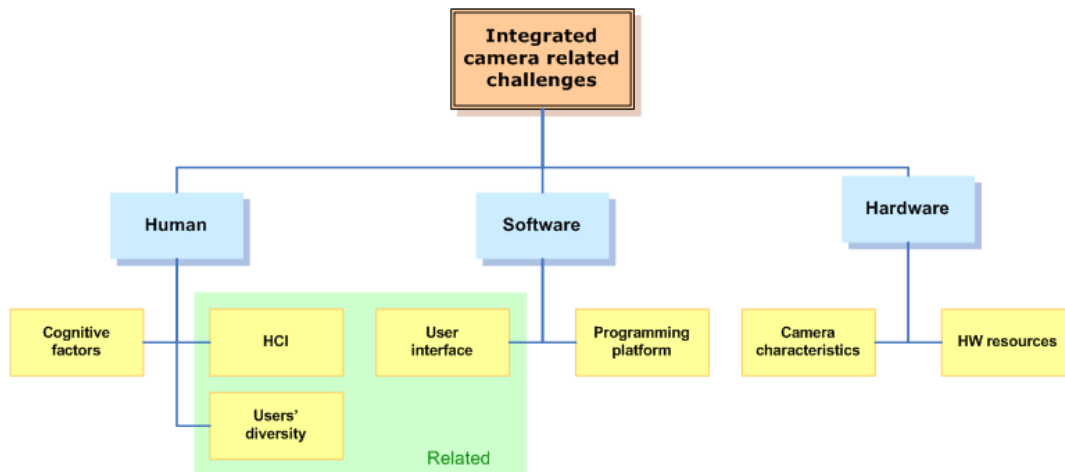 Integrated
camera related
challenges
Human
Software
Hardware
Cognitive
factors
HCI
User
interface
Programming
platform
Camera
characteristics
HW resources
Users'
diversity
Related